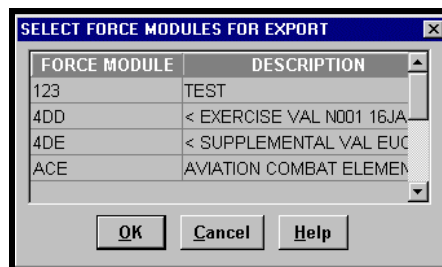 SELECT FORCE MODULES FOR EXPORT
FORCE MODULE DESCRIPTION
123 TEST
4DD < EXERCISE VAL N001 16JA
4DE < SUPPLEMENTAL VAL EUC
ACE AVIATION COMBAT ELEMEN
OK Cancel Help